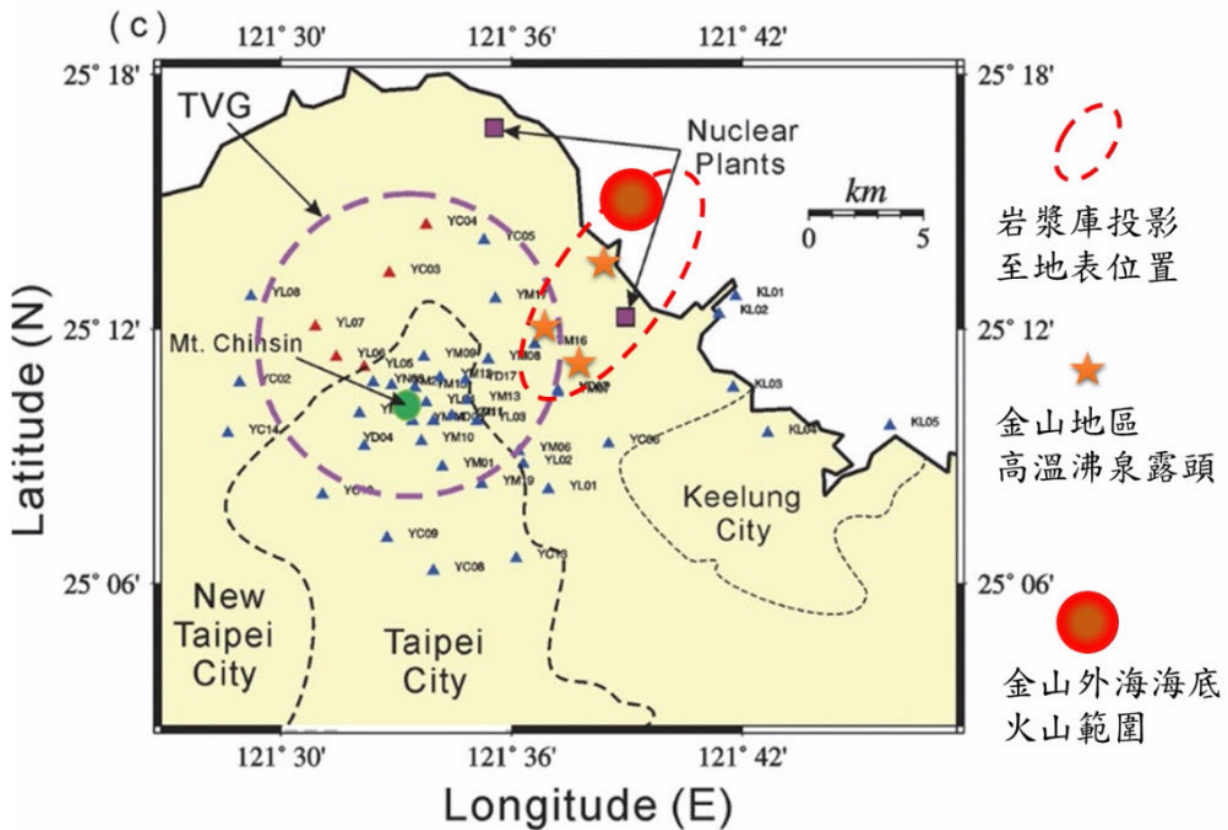 (c)
121° 30'
121° 36'
121° 42'
25° 18'
25° 18'
TVG
Nuclear
Plants
km
0 5
YC04
YC05
YC03
YL08
YM17
KL01
KL02
25° 12'
25° 12'
YL07
Mt. Chihsin
M16
YL06
YM09
YM08
YL05
YC02
YD17
KL03
YM13
YL03
YC14
YD04
YM10
YM06
YC06
KL04
KL05
YM01
YL02
YM19
YL01
Keelung
City
YC09
YC08
YC13
25° 06'
25° 06'
New
Taipei
City
Taipei
City
121° 30'
121° 36'
121° 42'
Longitude (E)
Latitude (N)
岩漿庫投影
至地表位置
金山地區
高溫沸泉露頭
金山外海海底
火山範圍